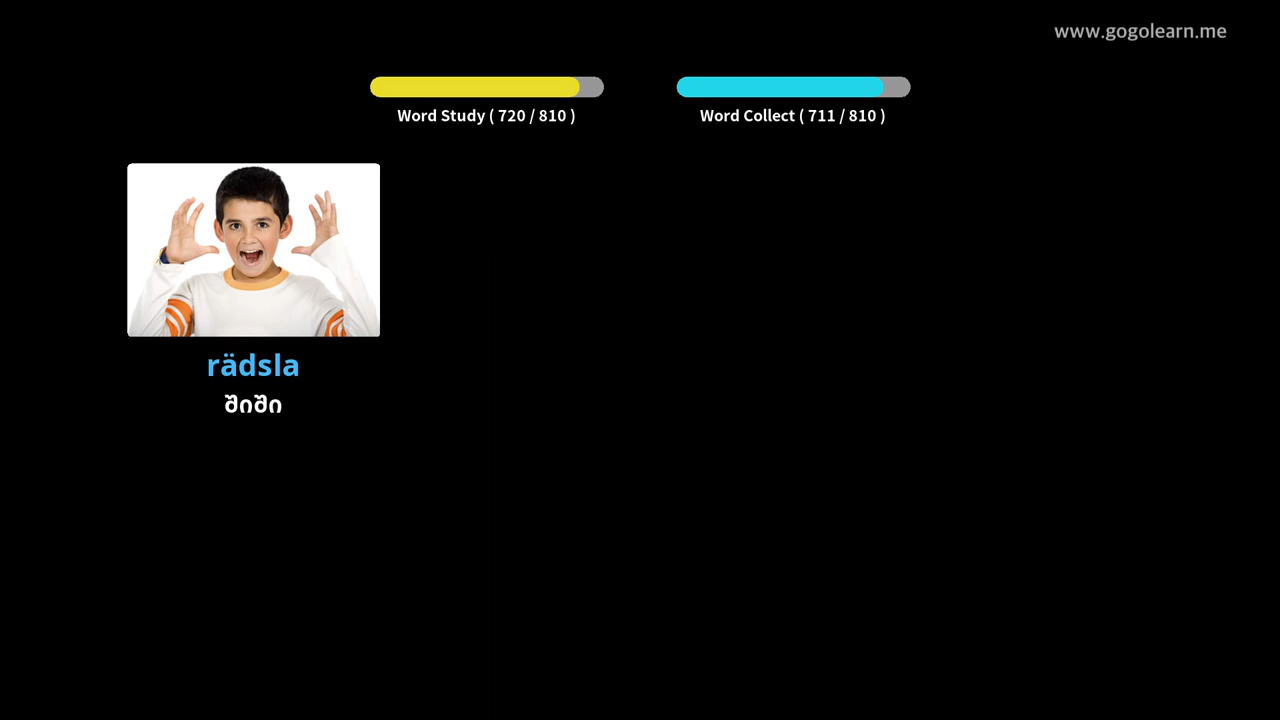 www.gogolearn.me
Word Study ( 720 / 810 )
Word Collect ( 711 / 810 )
rädsla
შიში